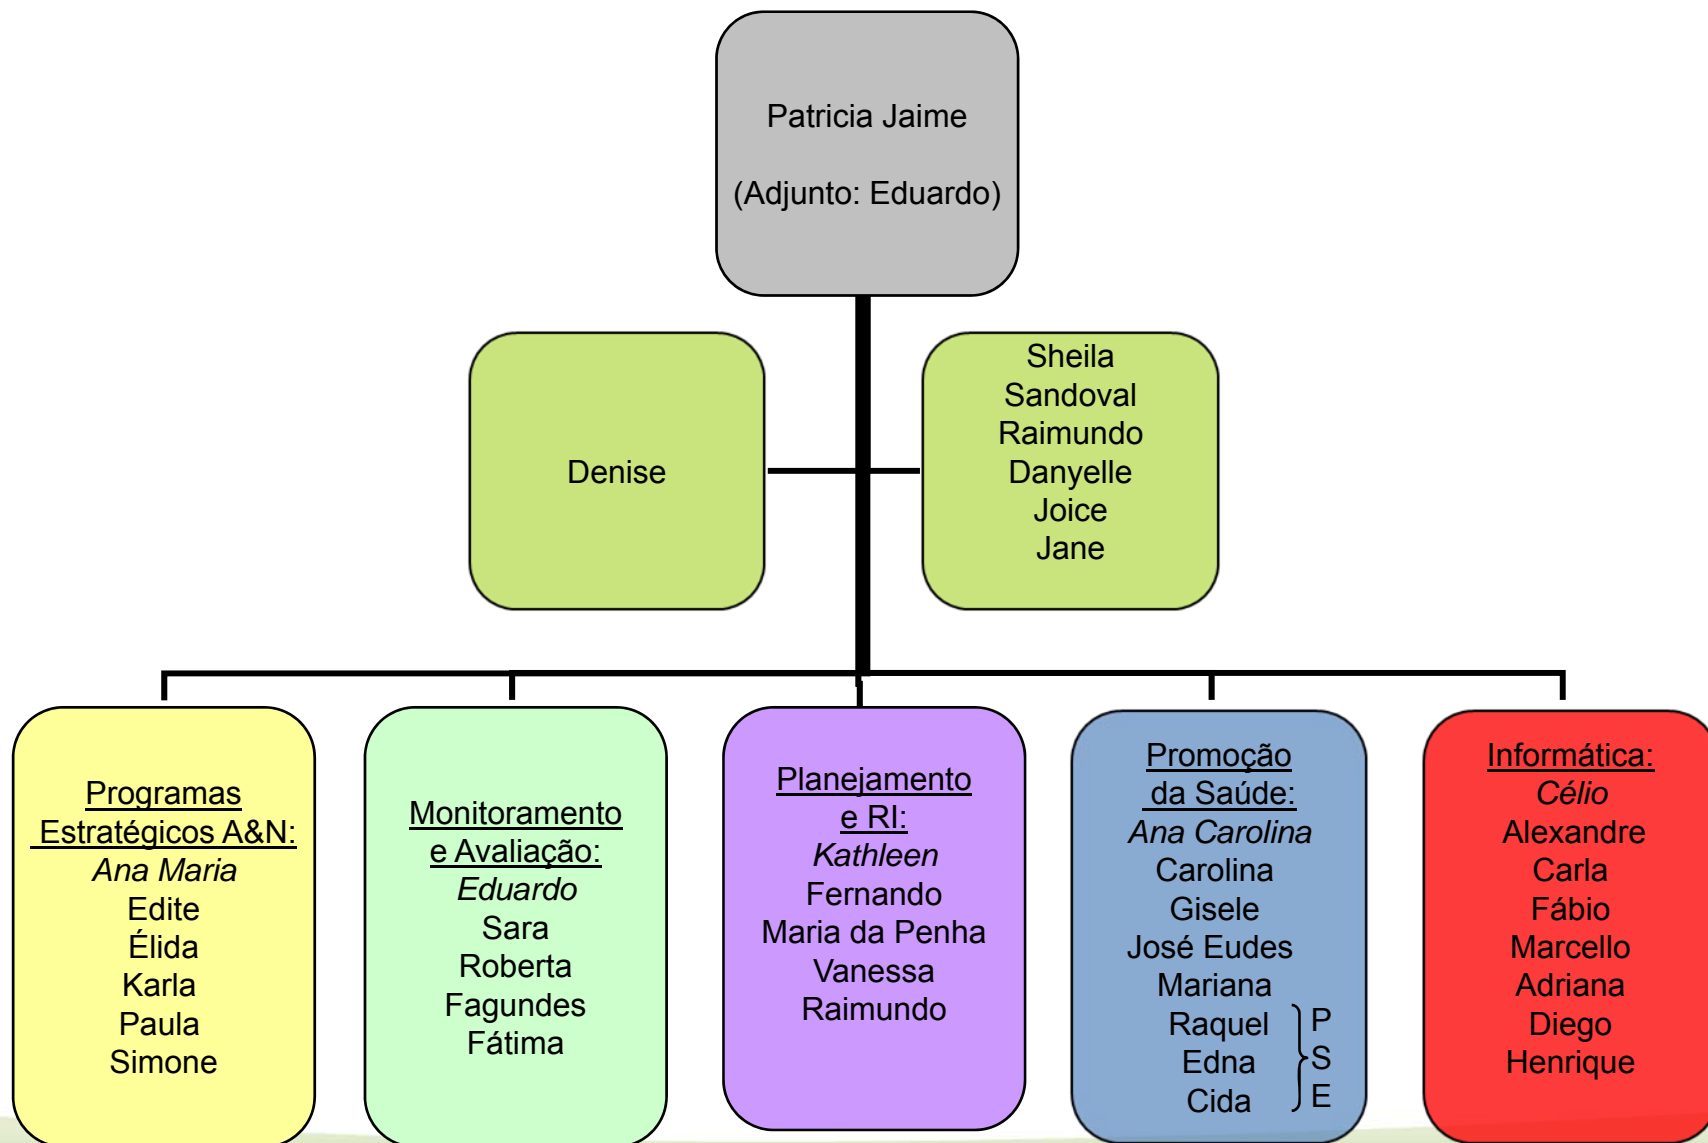 Patricia Jaime
(Adjunto: Eduardo)
Denise
Sheila
Sandoval
Raimundo
Danyelle
Joice
Jane
Programas
Estratégicos A&N:
Ana Maria
Edite
Élida
Karla
Paula
Simone
Monitoramento
e Avaliação:
Eduardo
Sara
Roberta
Fagundes
Fátima
Planejamento
e RI:
Kathleen
Fernando
Maria da Penha
Vanessa
Raimundo
Promoção
da Saúde:
Ana Carolina
Carolina
Gisele
José Eudes
Mariana
Raquel
Edna
Cida
P
S
E
Informática:
Célio
Alexandre
Carla
Fábio
Marcello
Adriana
Diego
Henrique